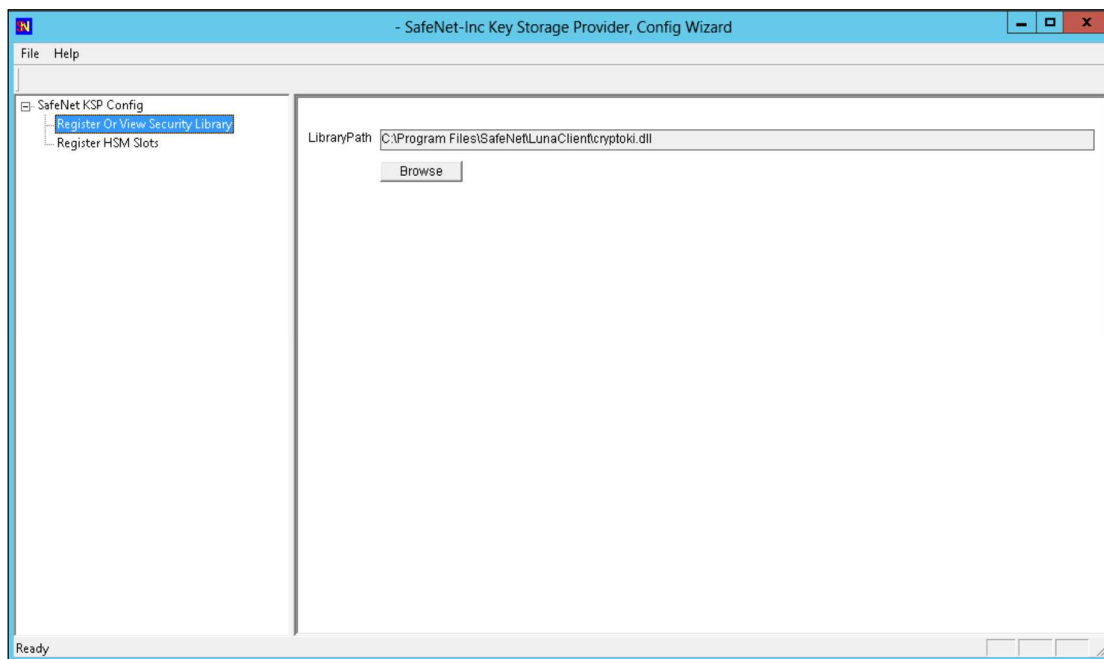 - SafeNet-Inc Key Storage Provider, Config Wizard
File Help
SafeNet KSP Config
Register Or View Security Library
Register HSM Slots
LibraryPath C:\Program Files\SafeNet\LunaClient\cryptoki.dll
Browse
Ready